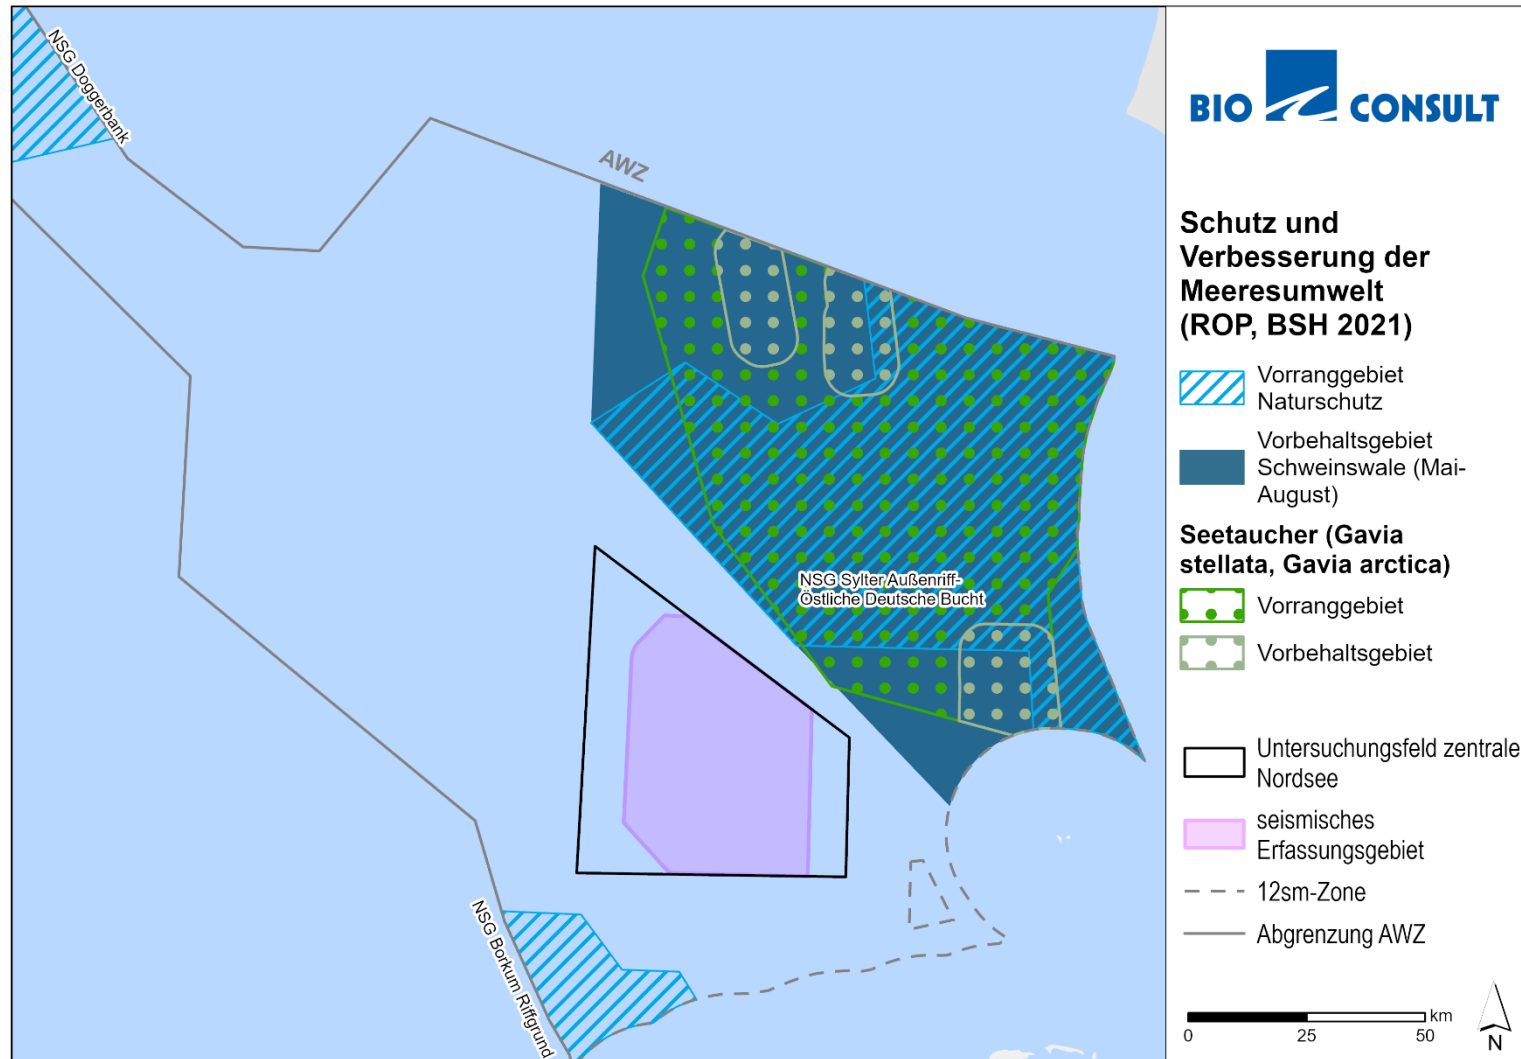 NSG Doggerbank
AWZ
NSG Sylter Außenriff-
Östliche Deutsche Bucht
NSG Borkum Riffgrund
BIO CONSULT
Schutz und
Verbesserung der
Meeresumwelt
(ROP, BSH 2021)
Vorranggebiet
Naturschutz
Vorbehaltsgebiet
Schweinswale (Mai-
August)
Seetaucher (Gavia
stellata, Gavia arctica)
Vorranggebiet
Vorbehaltsgebiet
Untersuchungsfeld zentrale
Nordsee
seismisches
Erfassungsgebiet
12sm-Zone
Abgrenzung AWZ
km
0 25 50
N